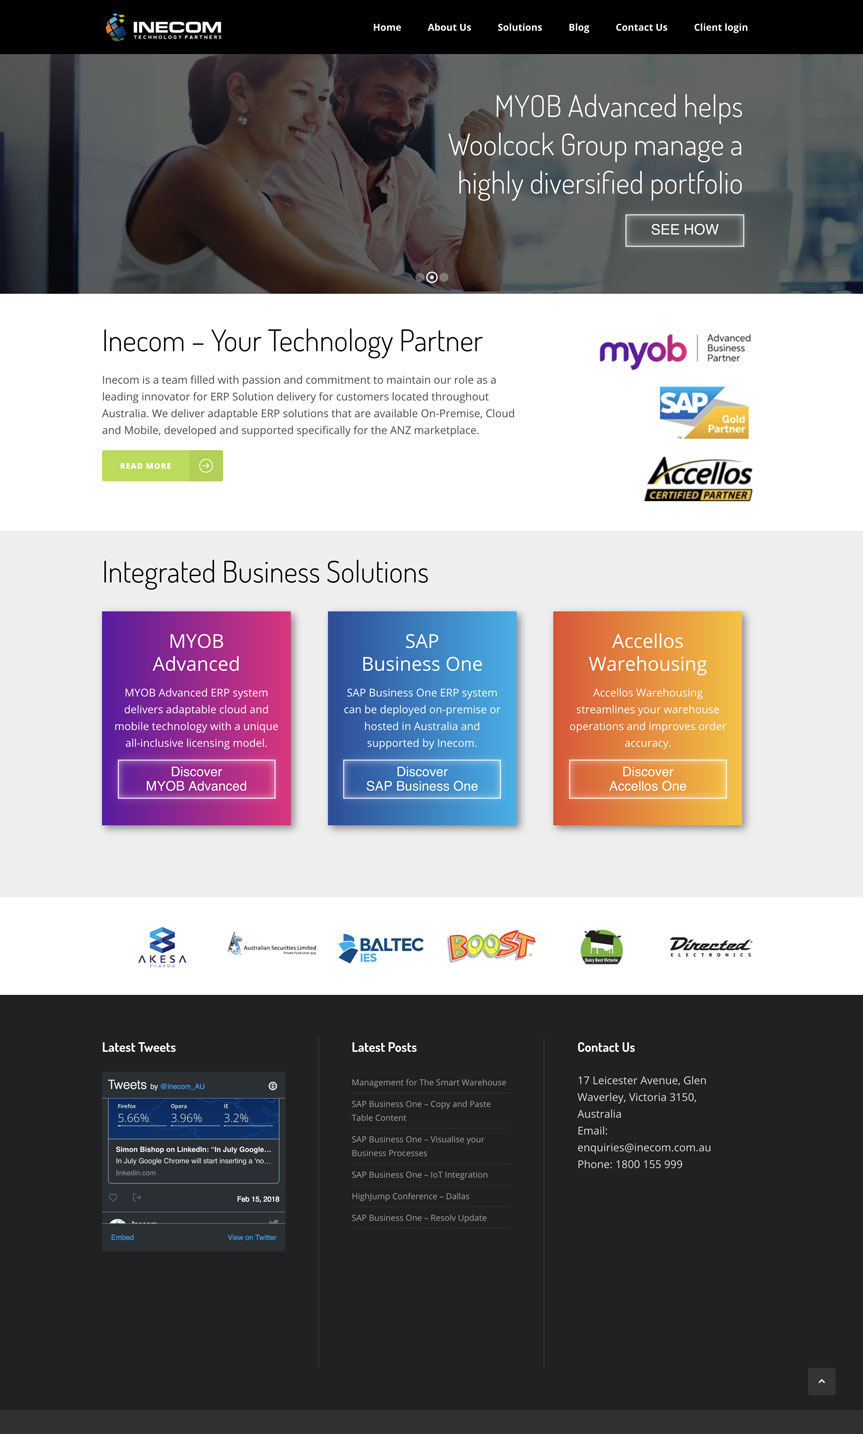 INECOM
TECHNOLOGY PARTNERS
Home
About Us
Solutions
Blog
Contact Us
Client login
MYOB Advanced helps
Woolcock Group manage a
highly diversified portfolio
SEE HOW
Inecom – Your Technology Partner
Inecom is a team filled with passion and commitment to maintain our role as a
leading innovator for ERP Solution delivery for customers located throughout
Australia. We deliver adaptable ERP solutions that are available On-Premise, Cloud
and Mobile, developed and supported specifically for the ANZ marketplace.
READ MORE
myob
Advanced
Business
Partner
SAP
Gold
Partner
Accellos
CERTIFIED PARTNER
Integrated Business Solutions
MYOB
Advanced
MYOB Advanced ERP system
delivers adaptable cloud and
mobile technology with a unique
all-inclusive licensing model.
Discover
MYOB Advanced
SAP
Business One
SAP Business One ERP system
can be deployed on-premise or
hosted in Australia and
supported by Inecom.
Discover
SAP Business One
Accellos
Warehousing
Accellos Warehousing
streamlines your warehouse
operations and improves order
accuracy.
Discover
Accellos One
AKESA
PHARMA
Australian Securities Limited
BALTEC
IES
BOOST
Dairy Beef Victoria
Directed
ELECTRONICS
Latest Tweets
Tweets by @Inecom_AU
Firefox
5.66%
Opera
3.96%
IE
3.2%
Simon Bishop on LinkedIn: “In July Google...
In July Google Chrome will start inserting a 'no...
linkedin.com
Feb 15, 2018
Embed
View on Twitter
Latest Posts
Management for The Smart Warehouse
SAP Business One – Copy and Paste
Table Content
SAP Business One – Visualise your
Business Processes
SAP Business One – IoT Integration
HighJump Conference – Dallas
SAP Business One – Resolv Update
Contact Us
17 Leicester Avenue, Glen
Waverley, Victoria 3150,
Australia
Email:
enquiries@inecom.com.au
Phone: 1800 155 999